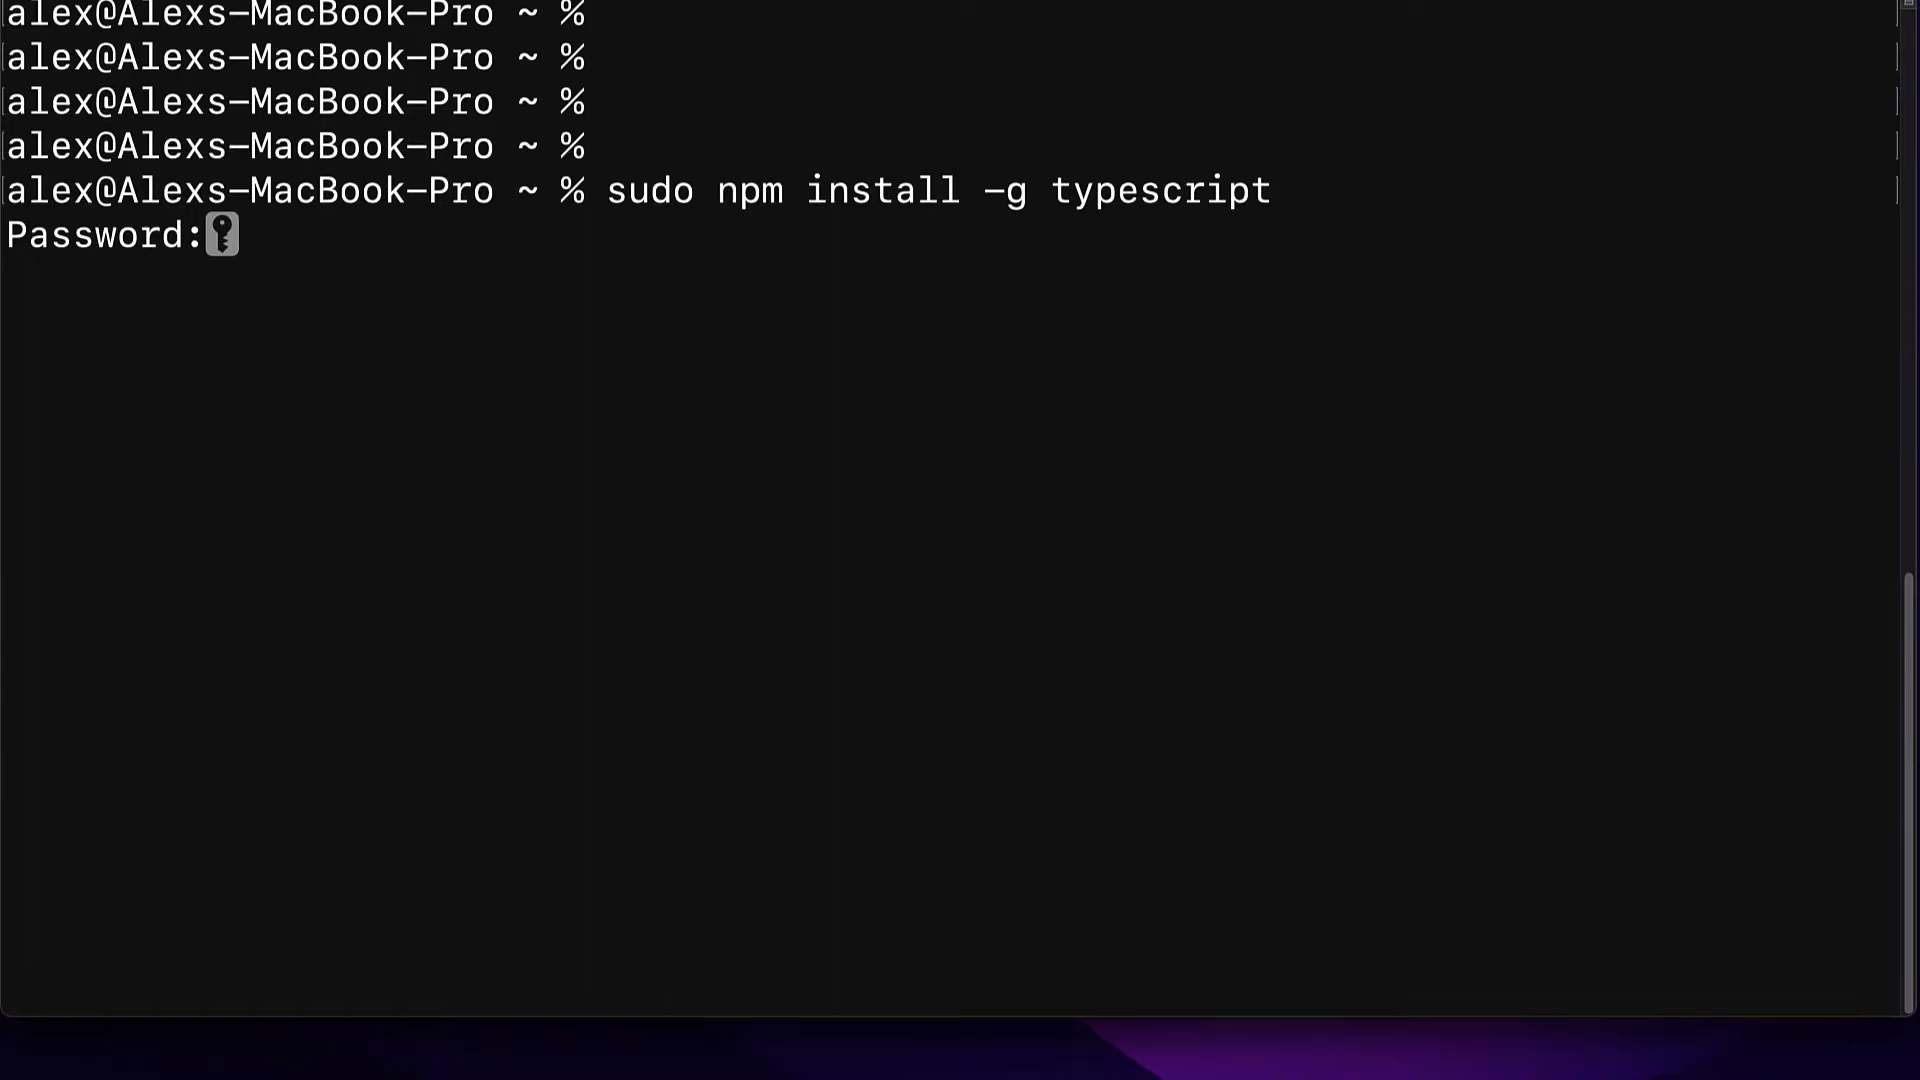 alex@Alexs-MacBook-Pro ~ %
alex@Alexs-MacBook-Pro ~ %
alex@Alexs-MacBook-Pro ~ %
alex@Alexs-MacBook-Pro ~ %
alex@Alexs-MacBook-Pro ~ % sudo npm install -g typescript
Password: